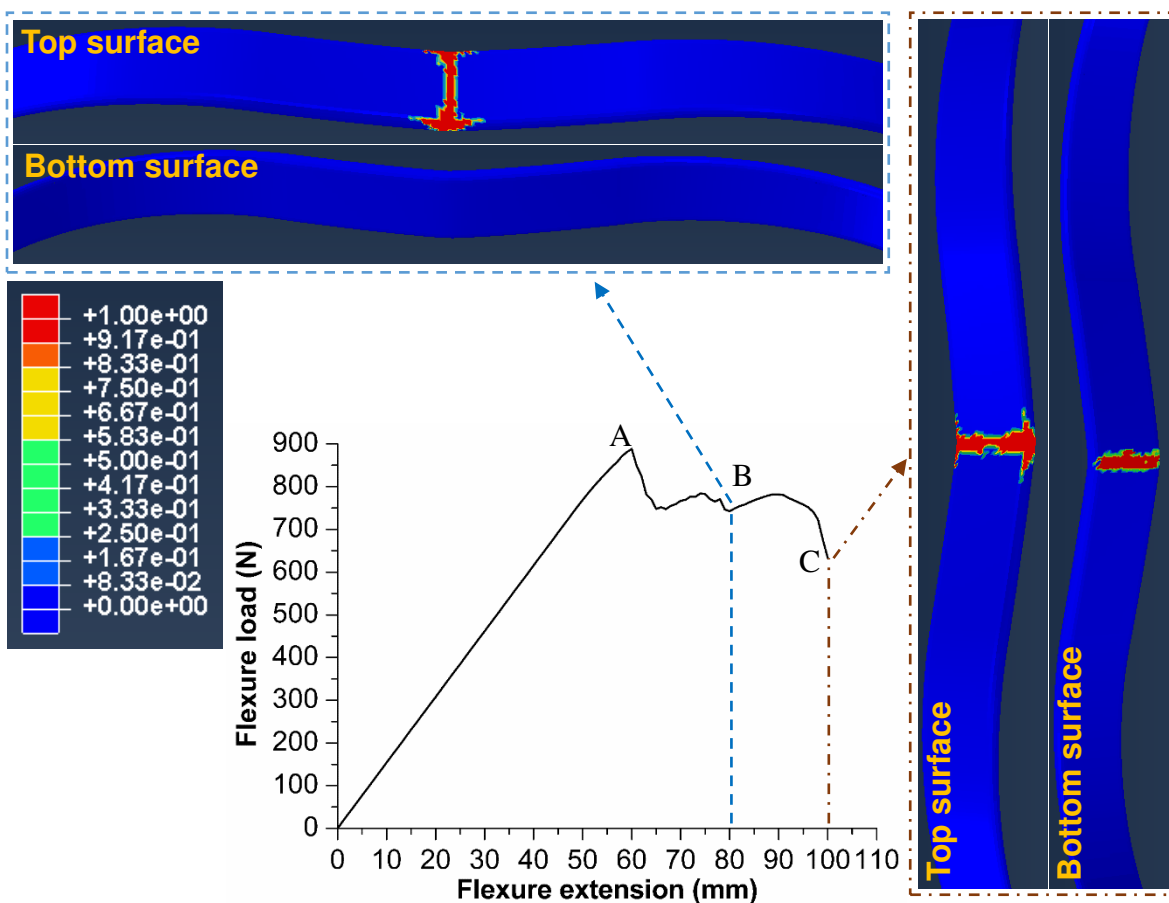 Top surface
Bottom surface
+1.00e+00
+9.17e-01
+8.33e-01
+7.50e-01
+6.67e-01
+5.83e-01
+5.00e-01
+4.17e-01
+3.33e-01
+2.50e-01
+1.67e-01
+8.33e-02
+0.00e+00
900
800
700
600
500
400
300
200
100
0
Flexure load (N)
A
B
C
0 10 20 30 40 50 60 70 80 90 100 110
Flexure extension (mm)
Top surface
Bottom surface